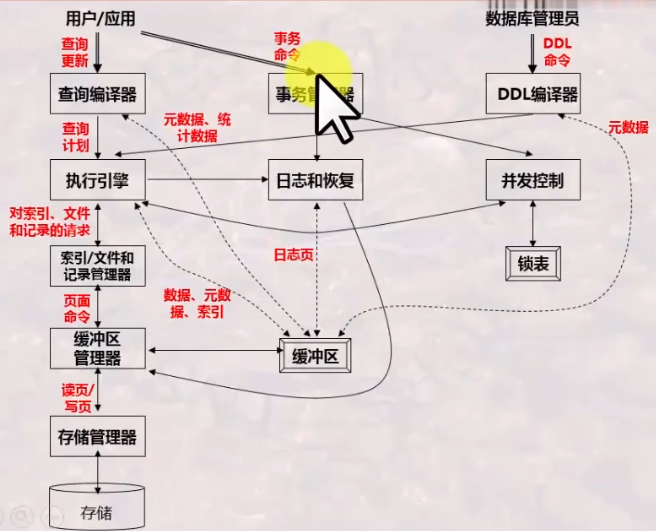 用户/应用
数据库管理员
查询
更新
事务
命令
DDL
命令
查询编译器
事务管理器
DDL编译器
查询
计划
元数据、统
计数据
元数据
执行引擎
日志和恢复
并发控制
对索引、文件
和记录的请求
日志页
锁表
索引/文件和
记录管理器
页面
命令
数据、元数
据、索引
缓冲区
管理器
缓冲区
读页/
写页
存储管理器
存储